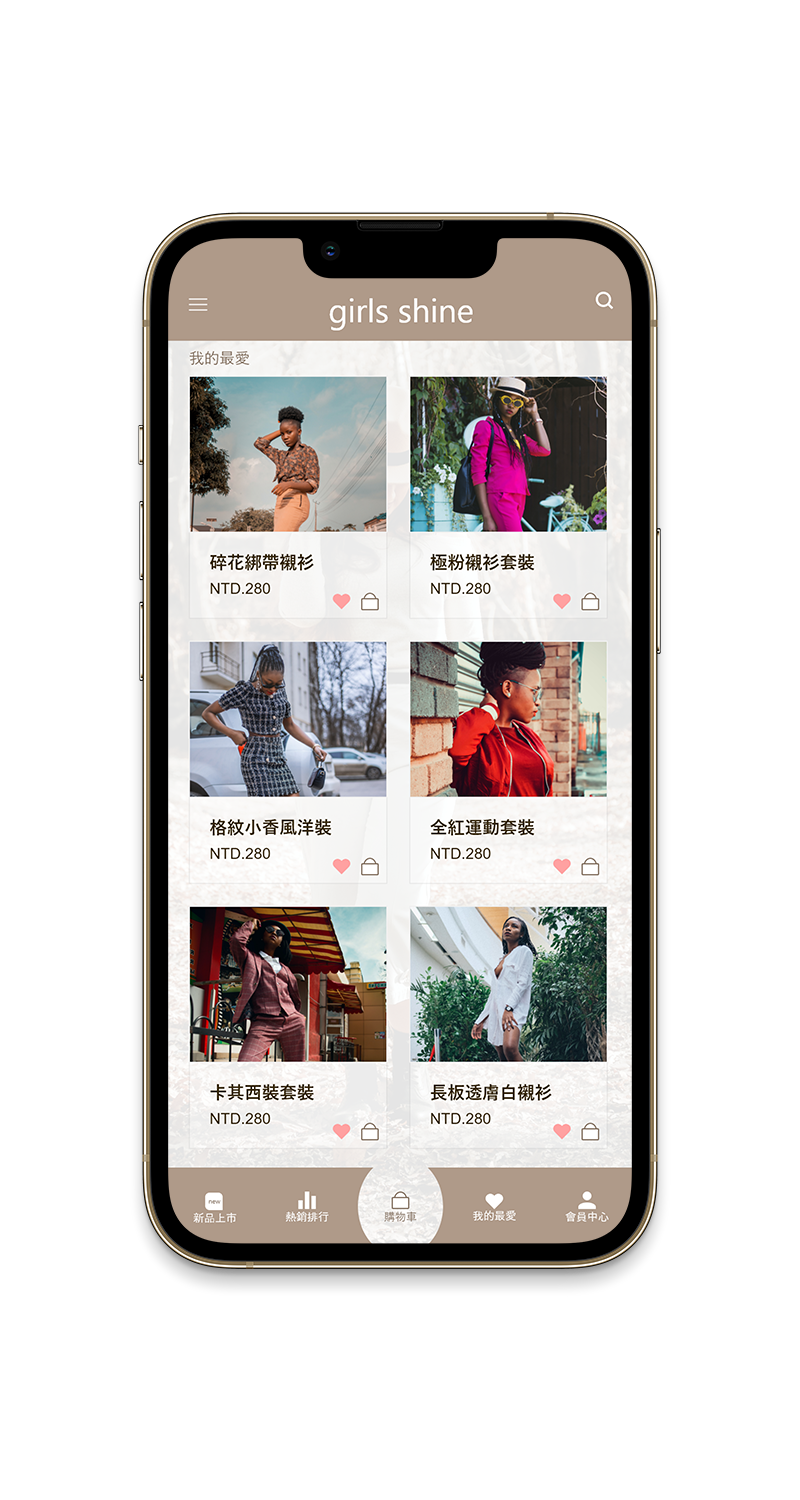 girls shine
我的最愛
碎花綁帶襯衫
NTD.280
極粉襯衫套裝
NTD.280
格紋小香風洋裝
NTD.280
全紅運動套裝
NTD.280
卡其西裝套裝
NTD.280
長板透膚白襯衫
NTD.280
new
新品上市
熱銷排行
購物車
我的最愛
會員中心